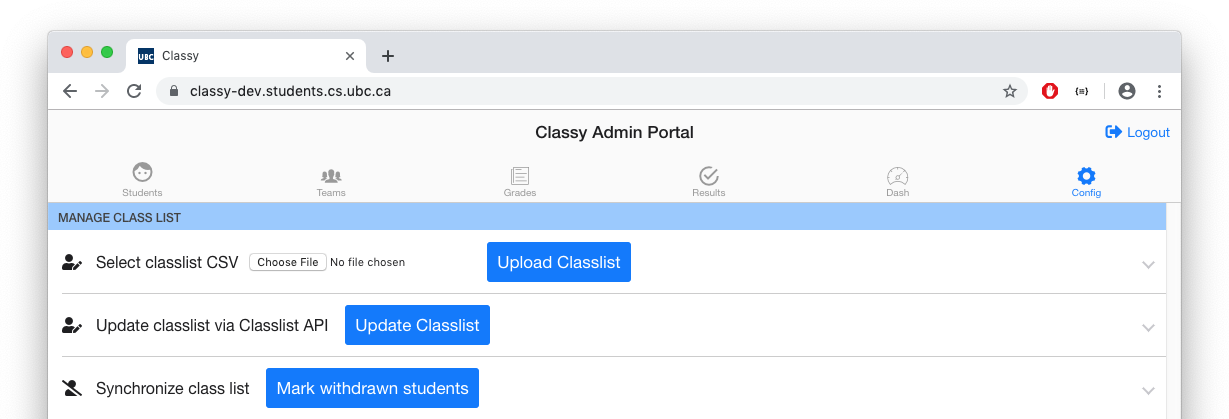 UBC Classy
classy-dev.students.cs.ubc.ca
Classy Admin Portal
Logout
Students Teams Grades Results Dash Config
MANAGE CLASS LIST
Select classlist CSV Choose File No file chosen Upload Classlist
Update classlist via Classlist API Update Classlist
Synchronize class list Mark withdrawn students